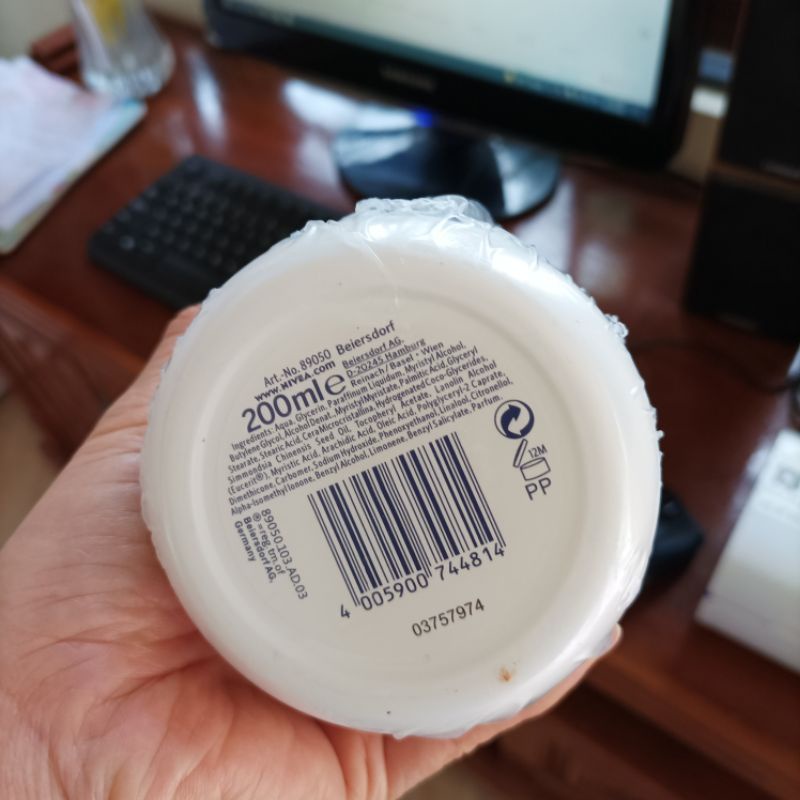 Art.-No. 89050 Beiersdorf
www.NIVEA.com Beiersdorf AG,
200ml e D-20245 Hamburg
Reinach/Basel • Wien
Ingredients: Aqua, Glycerin, Paraffinum Liquidum, Myristyl Alcohol,
Butylene Glycol, Alcohol Denat., Myristyl Myristate, Palmitic Acid, Glyceryl
Stearate, Stearic Acid, Cera Microcristallina, Hydrogenated Coco-Glycerides,
Simmondsia Chinensis Seed Oil, Tocopheryl Acetate, Lanolin Alcohol
(Eucerit®), Myristic Acid, Arachidic Acid, Oleic Acid, Polyglyceryl-2 Caprate,
Dimethicone, Carbomer, Sodium Hydroxide, Phenoxyethanol, Linalool, Citronellol,
Alpha-Isomethyl Ionone, Benzyl Alcohol, Limonene, Benzyl Salicylate, Parfum.
12M
PP
89050.103.AD.03
®=reg. tm. of
Beiersdorf AG,
Germany
4 005900 744814
03757974